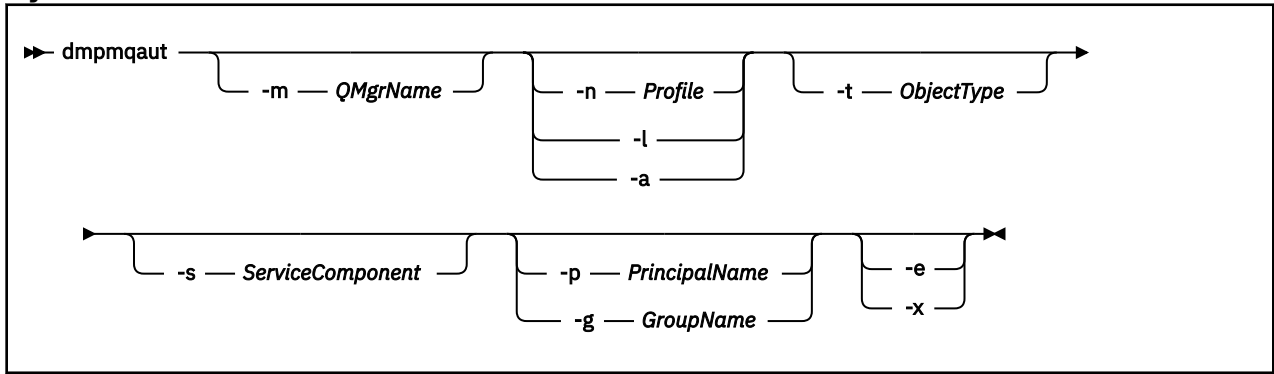 dmpmqaut
-m QMgrName
-n Profile
-l
-a
-t ObjectType
-s ServiceComponent
-p PrincipalName
-g GroupName
-e
-x